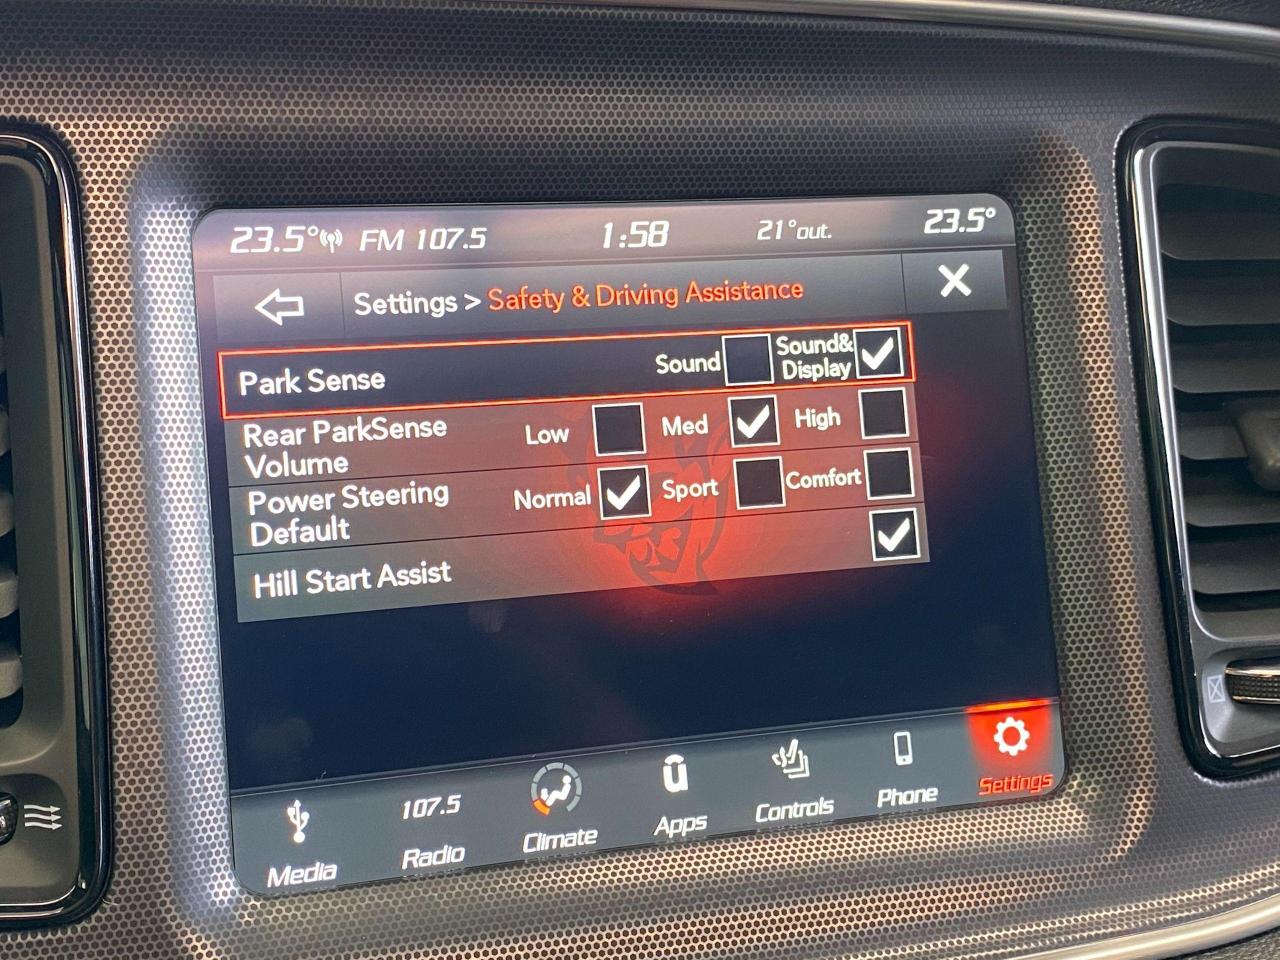 23.5° FM 107.5 1:58 21°out. 23.5°
Settings > Safety & Driving Assistance
Park Sense Sound Sound&
Display
Rear ParkSense
Volume Low Med High
Power Steering
Default Normal Sport Comfort
Hill Start Assist
107.5
Media Radio Climate Apps Controls Phone Settings